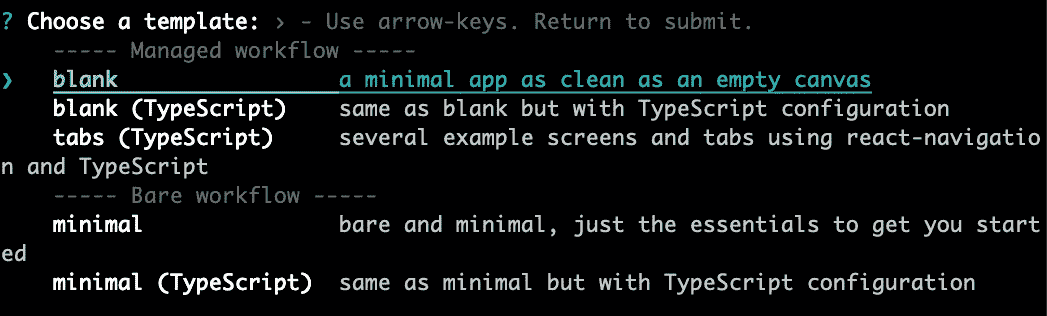 ? Choose a template: › - Use arrow-keys. Return to submit.
----- Managed workflow -----
❯ blank a minimal app as clean as an empty canvas
blank (TypeScript) same as blank but with TypeScript configuration
tabs (TypeScript) several example screens and tabs using react-navigatio
n and TypeScript
----- Bare workflow -----
minimal bare and minimal, just the essentials to get you start
ed
minimal (TypeScript) same as minimal but with TypeScript configuration